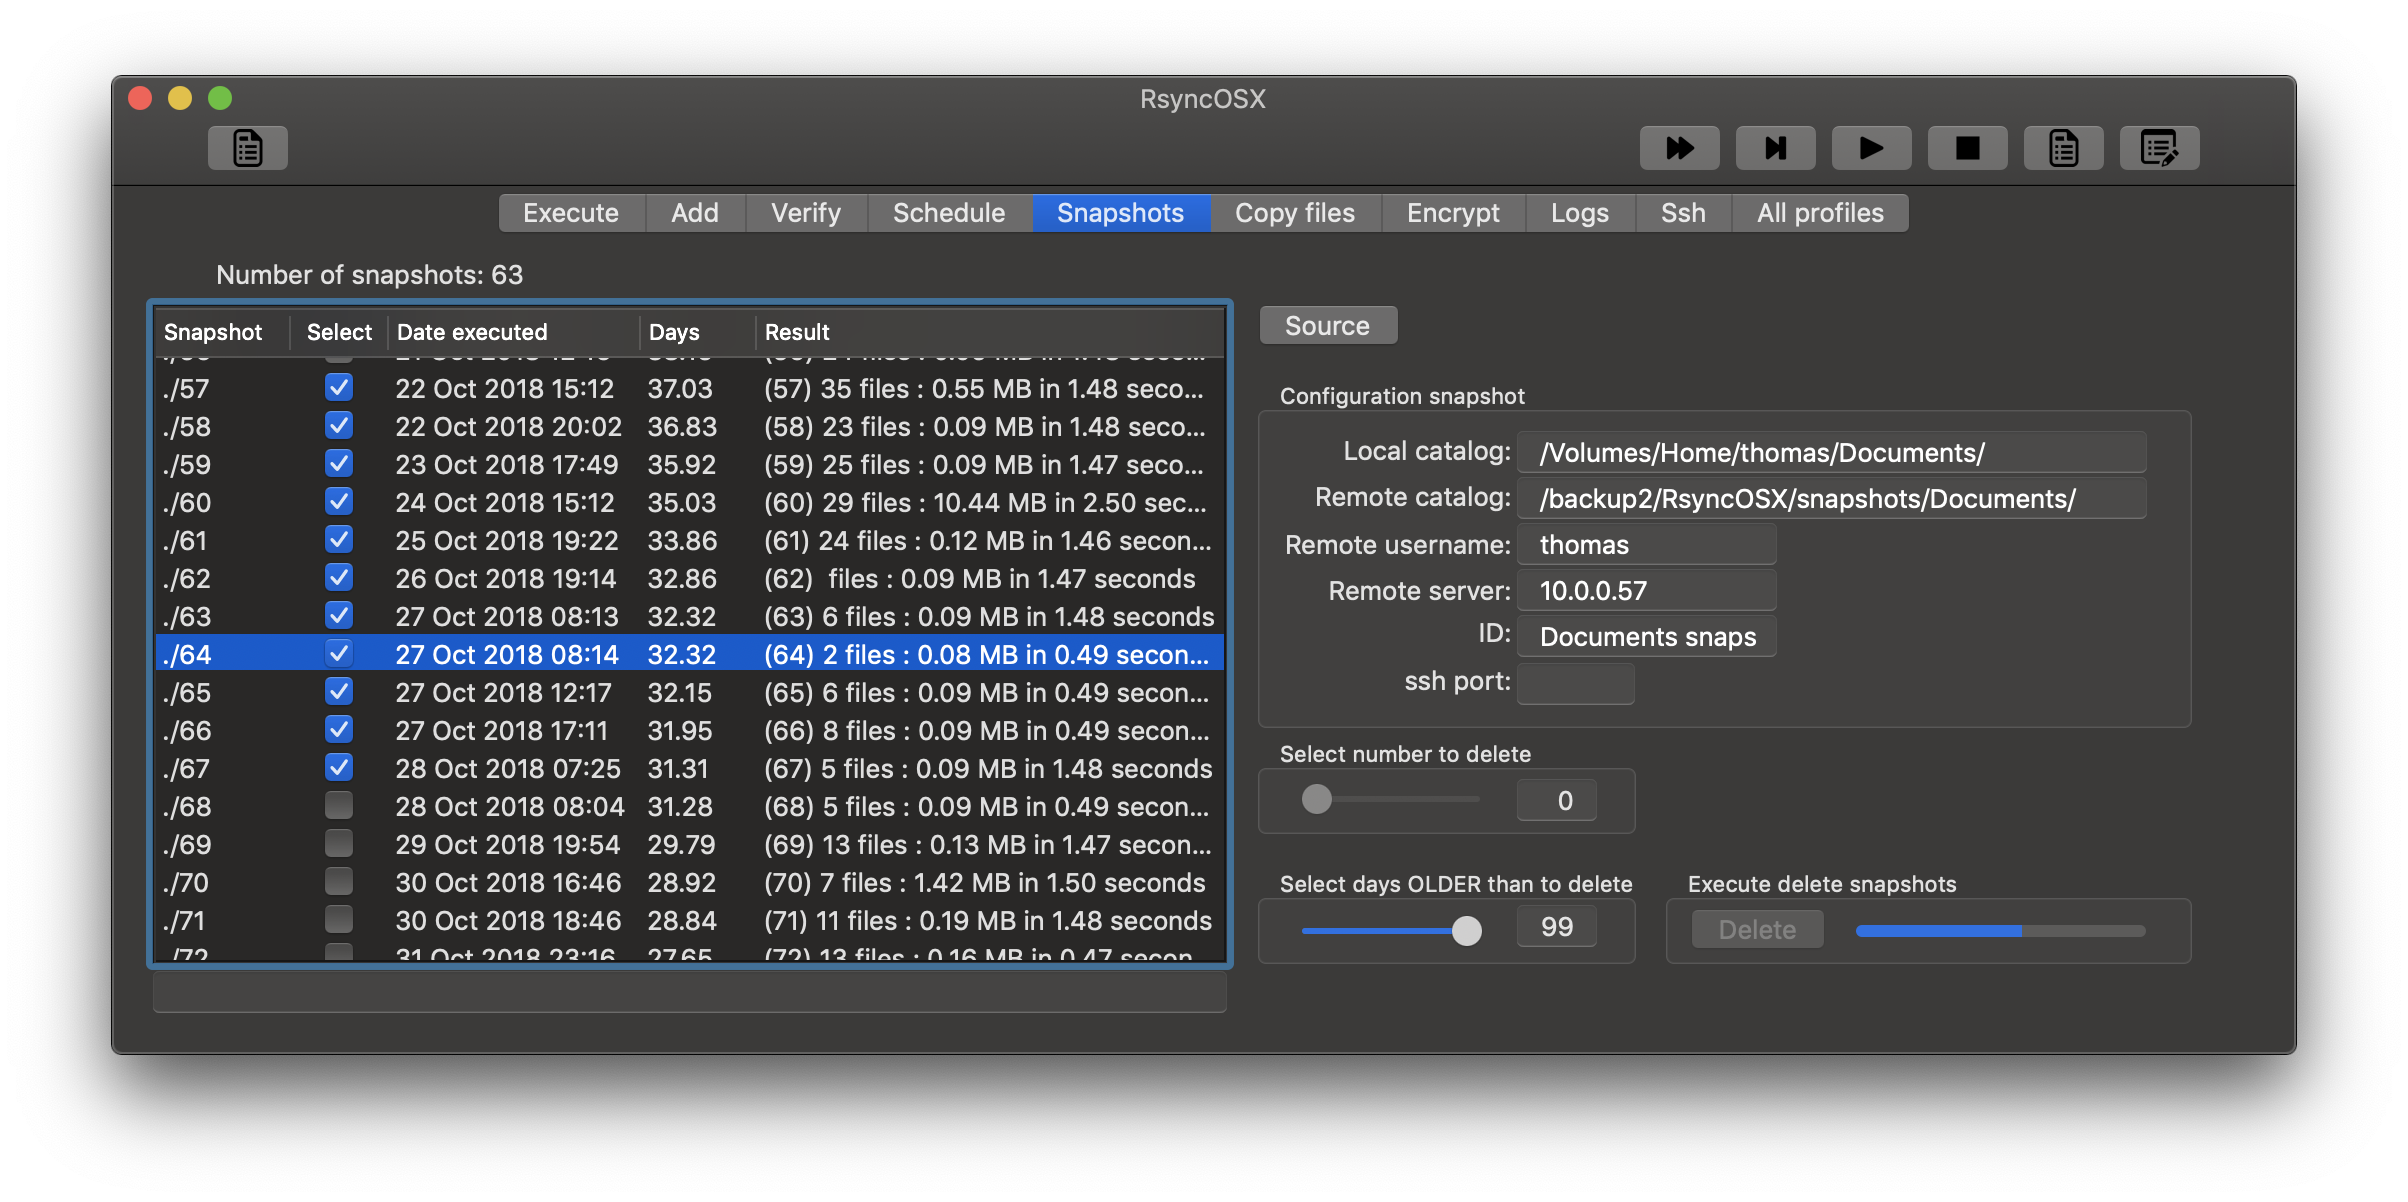 RsyncOSX
Execute Add Verify Schedule Snapshots Copy files Encrypt Logs Ssh All profiles
Number of snapshots: 63
Snapshot Select Date executed Days Result
./57 22 Oct 2018 15:12 37.03 (57) 35 files : 0.55 MB in 1.48 seco...
./58 22 Oct 2018 20:02 36.83 (58) 23 files : 0.09 MB in 1.48 seco...
./59 23 Oct 2018 17:49 35.92 (59) 25 files : 0.09 MB in 1.47 seco...
./60 24 Oct 2018 15:12 35.03 (60) 29 files : 10.44 MB in 2.50 sec...
./61 25 Oct 2018 19:22 33.86 (61) 24 files : 0.12 MB in 1.46 secon...
./62 26 Oct 2018 19:14 32.86 (62)  files : 0.09 MB in 1.47 seconds
./63 27 Oct 2018 08:13 32.32 (63) 6 files : 0.09 MB in 1.48 seconds
./64 27 Oct 2018 08:14 32.32 (64) 2 files : 0.08 MB in 0.49 secon...
./65 27 Oct 2018 12:17 32.15 (65) 6 files : 0.09 MB in 0.49 secon...
./66 27 Oct 2018 17:11 31.95 (66) 8 files : 0.09 MB in 0.49 secon...
./67 28 Oct 2018 07:25 31.31 (67) 5 files : 0.09 MB in 1.48 seconds
./68 28 Oct 2018 08:04 31.28 (68) 5 files : 0.09 MB in 0.49 secon...
./69 29 Oct 2018 19:54 29.79 (69) 13 files : 0.13 MB in 1.47 secon...
./70 30 Oct 2018 16:46 28.92 (70) 7 files : 1.42 MB in 1.50 seconds
./71 30 Oct 2018 18:46 28.84 (71) 11 files : 0.19 MB in 1.48 seconds
./72 31 Oct 2018 23:16 27.65 (72) 13 files : 0.16 MB in 0.47 secon...
Source
Configuration snapshot
Local catalog: /Volumes/Home/thomas/Documents/
Remote catalog: /backup2/RsyncOSX/snapshots/Documents/
Remote username: thomas
Remote server: 10.0.0.57
ID: Documents snaps
ssh port:
Select number to delete
0
Select days OLDER than to delete
99
Execute delete snapshots
Delete